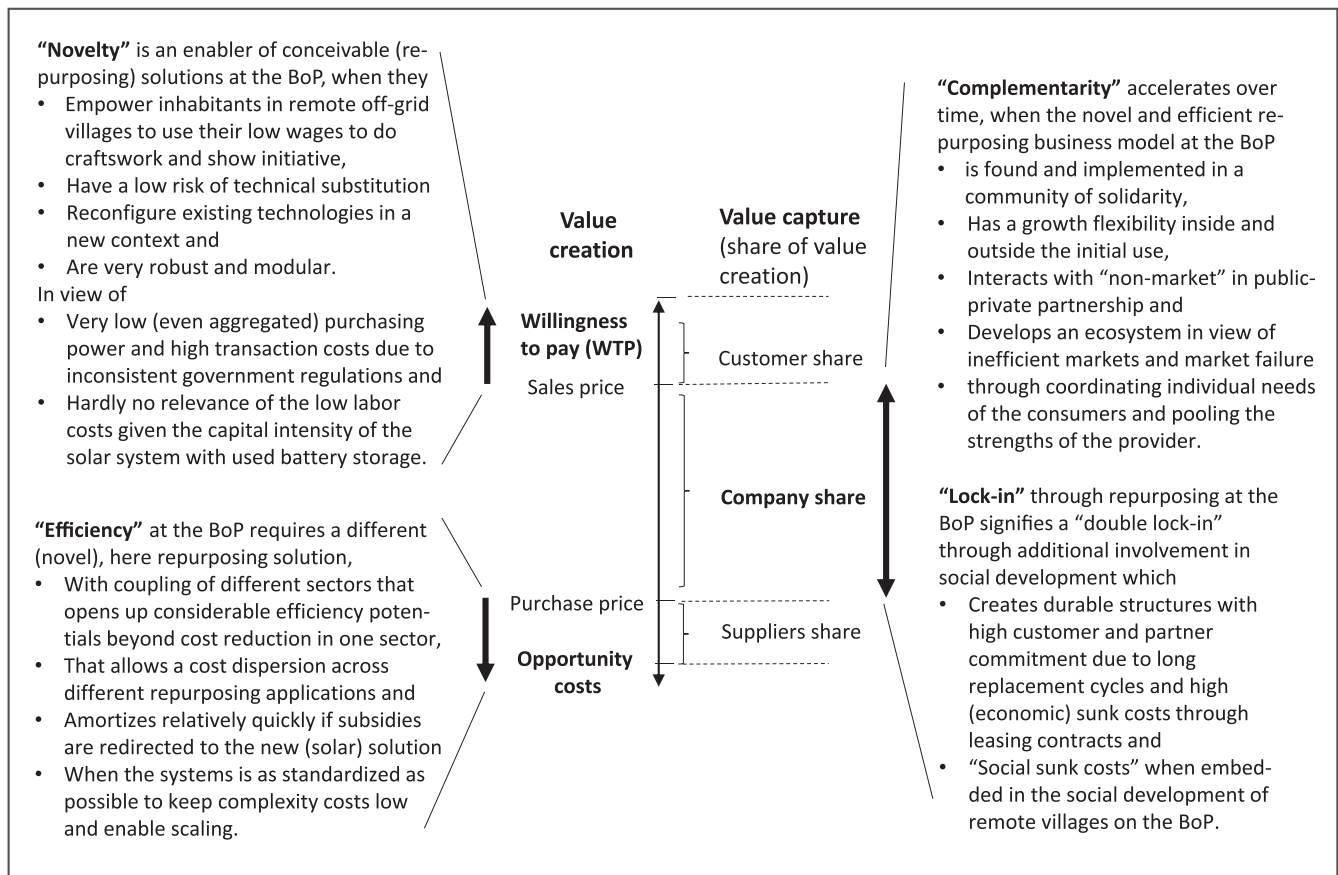 “Novelty” is an enabler of conceivable (re-
purposing) solutions at the BoP, when they
• Empower inhabitants in remote off-grid
villages to use their low wages to do
craftswork and show initiative,
• Have a low risk of technical substitution
• Reconfigure existing technologies in a
new context and
• Are very robust and modular.
In view of
• Very low (even aggregated) purchasing
power and high transaction costs due to
inconsistent government regulations and
• Hardly no relevance of the low labor
costs given the capital intensity of the
solar system with used battery storage.
“Efficiency” at the BoP requires a different
(novel), here repurposing solution,
• With coupling of different sectors that
opens up considerable efficiency poten-
tials beyond cost reduction in one sector,
• That allows a cost dispersion across
different repurposing applications and
• Amortizes relatively quickly if subsidies
are redirected to the new (solar) solution
• When the systems is as standardized as
possible to keep complexity costs low
and enable scaling.
Value
creation
Willingness
to pay (WTP)
Sales price
Purchase price
Opportunity
costs
Value capture
(share of value
creation)
Customer share
Company share
Suppliers share
“Complementarity” accelerates over
time, when the novel and efficient re-
purposing business model at the BoP
• is found and implemented in a
community of solidarity,
• Has a growth flexibility inside and
outside the initial use,
• Interacts with “non-market” in public-
private partnership and
• Develops an ecosystem in view of
inefficient markets and market failure
• through coordinating individual needs
of the consumers and pooling the
strengths of the provider.
“Lock-in” through repurposing at the
BoP signifies a “double lock-in”
through additional involvement in
social development which
• Creates durable structures with
high customer and partner
commitment due to long
replacement cycles and high
(economic) sunk costs through
leasing contracts and
• “Social sunk costs” when embed-
ded in the social development of
remote villages on the BoP.